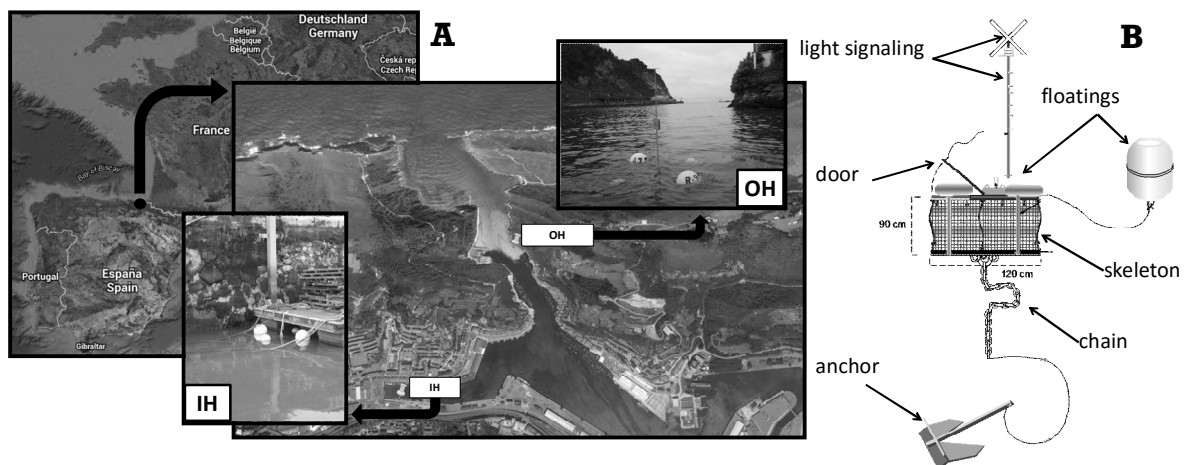 Deutschland
Germany
België
Belgique
Belgium
A
Česká rep
Czech Rep
France
Bay of Biscay
Portugal
España
Spain
Gibraltar
OH
OH
IH
IH
B
light signaling
floatings
door
90 cm
skeleton
120 cm
chain
anchor